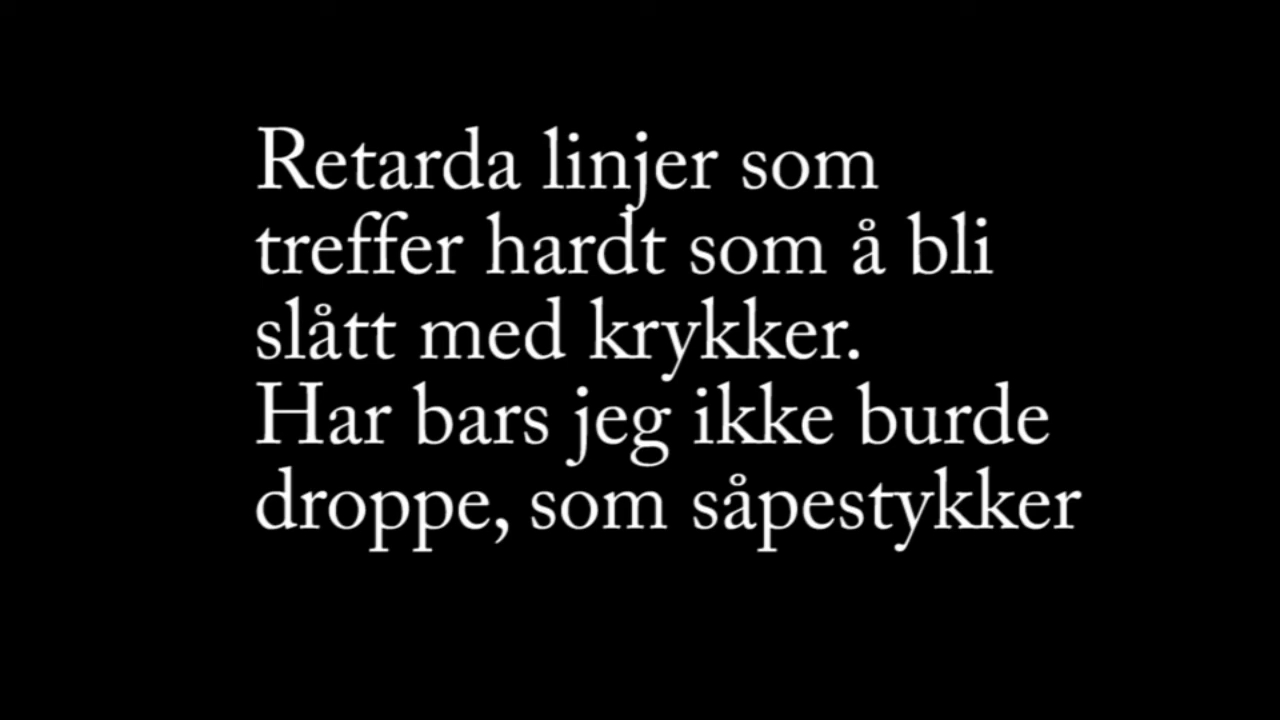 Retarda linjer som
treffer hardt som å bli
slått med krykker.
Har bars jeg ikke burde
droppe, som såpestykker